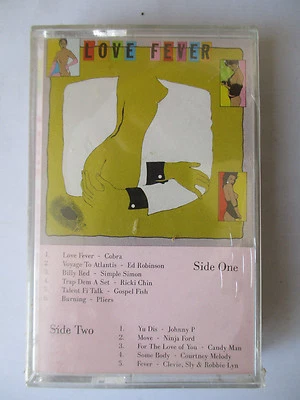 LOVE FEVER
1. Love Fever - Cobra
2. Voyage To Atlantis - Ed Robinson
3. Billy Red - Simple Simon
4. Trap Dem A Set - Ricki Chin
5. Talent Fi Talk - Gospel Fish
6. Burning - Pliers
Side One
Side Two
1. Yu Dis - Johnny P
2. Move - Ninja Ford
3. For The Love of You - Candy Man
4. Some Body - Courtney Melody
5. Fever - Clevie, Sly & Robbie Lyn